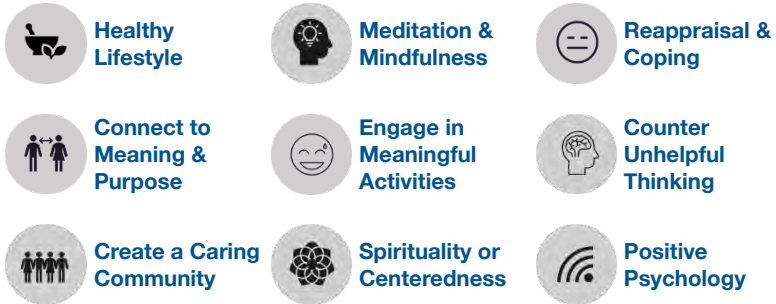 Healthy
Lifestyle
Meditation &
Mindfulness
Reappraisal &
Coping
Connect to
Meaning &
Purpose
Engage in
Meaningful
Activities
Counter
Unhelpful
Thinking
Create a Caring
Community
Spirituality or
Centeredness
Positive
Psychology